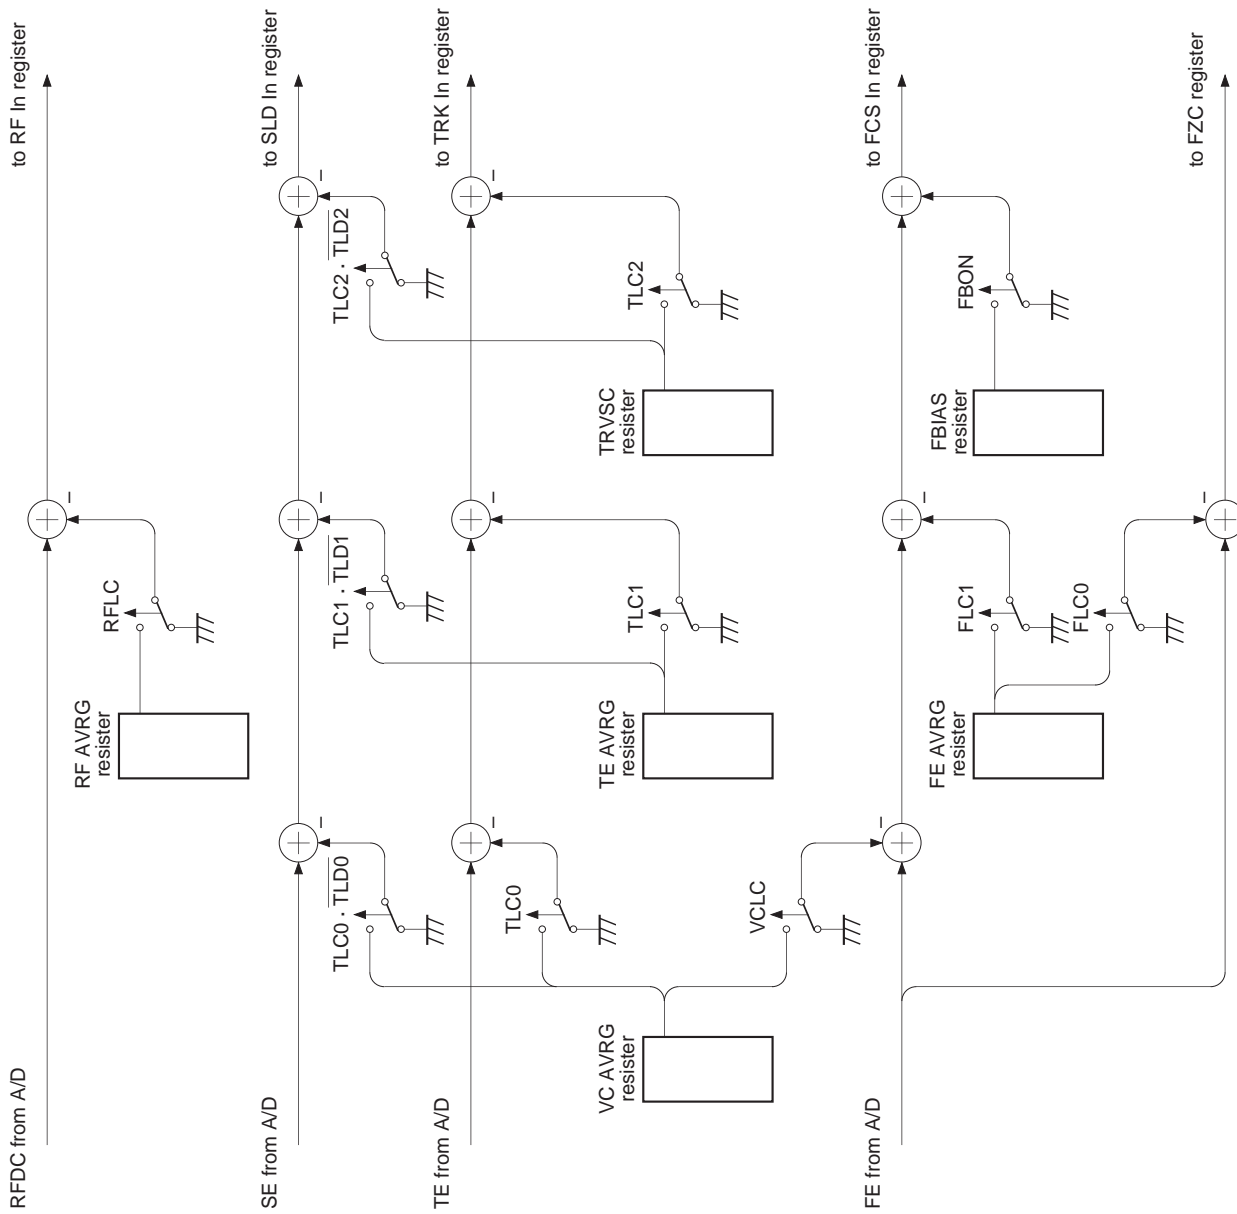 RFDC from A/D
RF AVRG
resister
RFLC
to RF In register
SE from A/D
TLC0 · TLD0
TLC1 · TLD1
TLC2 · TLD2
to SLD In register
TE from A/D
TLC0
TLC1
TLC2
to TRK In register
VC AVRG
resister
TE AVRG
resister
TRVSC
resister
VCLC
FE from A/D
FE AVRG
resister
FLC1
FLC0
FBIAS
resister
FBON
to FCS In register
to FZC register